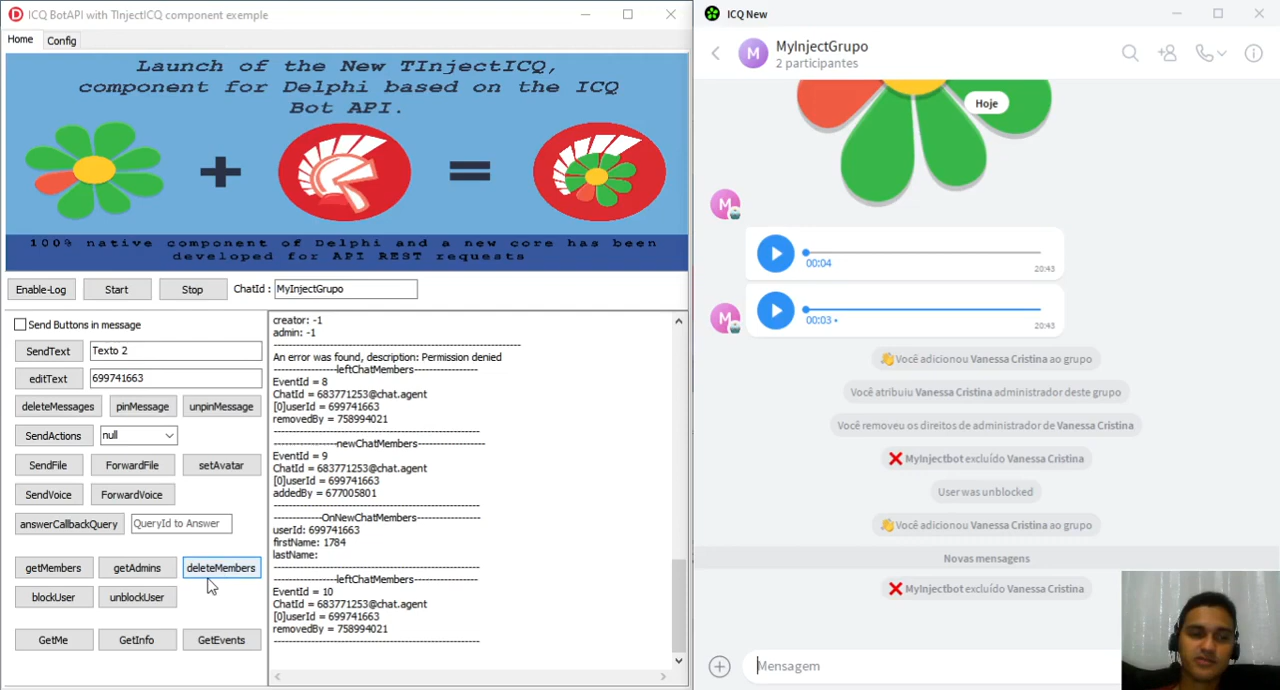 ICQ BotAPI with TInjectICQ component exemple
Home
Config
Launch of the New TInjectICQ,
component for Delphi based on the ICQ
Bot API.
100% native component of Delphi and a new core has been
developed for API REST requests
Enable-Log
Start
Stop
ChatId :
MyInjectGrupo
Send Buttons in message
SendText
Texto 2
editText
699741663
deleteMessages
pinMessage
unpinMessage
SendActions
null
SendFile
ForwardFile
setAvatar
SendVoice
ForwardVoice
answerCallbackQuery
QueryId to Answer
getMembers
getAdmins
deleteMembers
blockUser
unblockUser
GetMe
GetInfo
GetEvents
creator: -1
admin: -1
--------------------------------------------------------------
An error was found, description: Permission denied
----------------leftChatMembers----------------
EventId = 8
ChatId = 683771253@chat.agent
[0]userId = 699741663
removedBy = 758994021
----------------------------------------------------
----------------newChatMembers-----------------
EventId = 9
ChatId = 683771253@chat.agent
[0]userId = 699741663
addedBy = 677005801
----------------------------------------------------
-------------OnNewChatMembers----------------
userId: 699741663
firstName: 1784
lastName:
----------------------------------------------------
----------------leftChatMembers----------------
EventId = 10
ChatId = 683771253@chat.agent
[0]userId = 699741663
removedBy = 758994021
----------------------------------------------------
ICQ New
M
MyInjectGrupo
2 participantes
Hoje
M
00:04
20:43
M
00:03 •
20:43
👋Você adicionou Vanessa Cristina ao grupo
Você atribuiu Vanessa Cristina administrador deste grupo
Você removeu os direitos de administrador de Vanessa Cristina
❌ MyInjectbot excluído Vanessa Cristina
User was unblocked
👋Você adicionou Vanessa Cristina ao grupo
Novas mensagens
❌ MyInjectbot excluído Vanessa Cristina
Mensagem